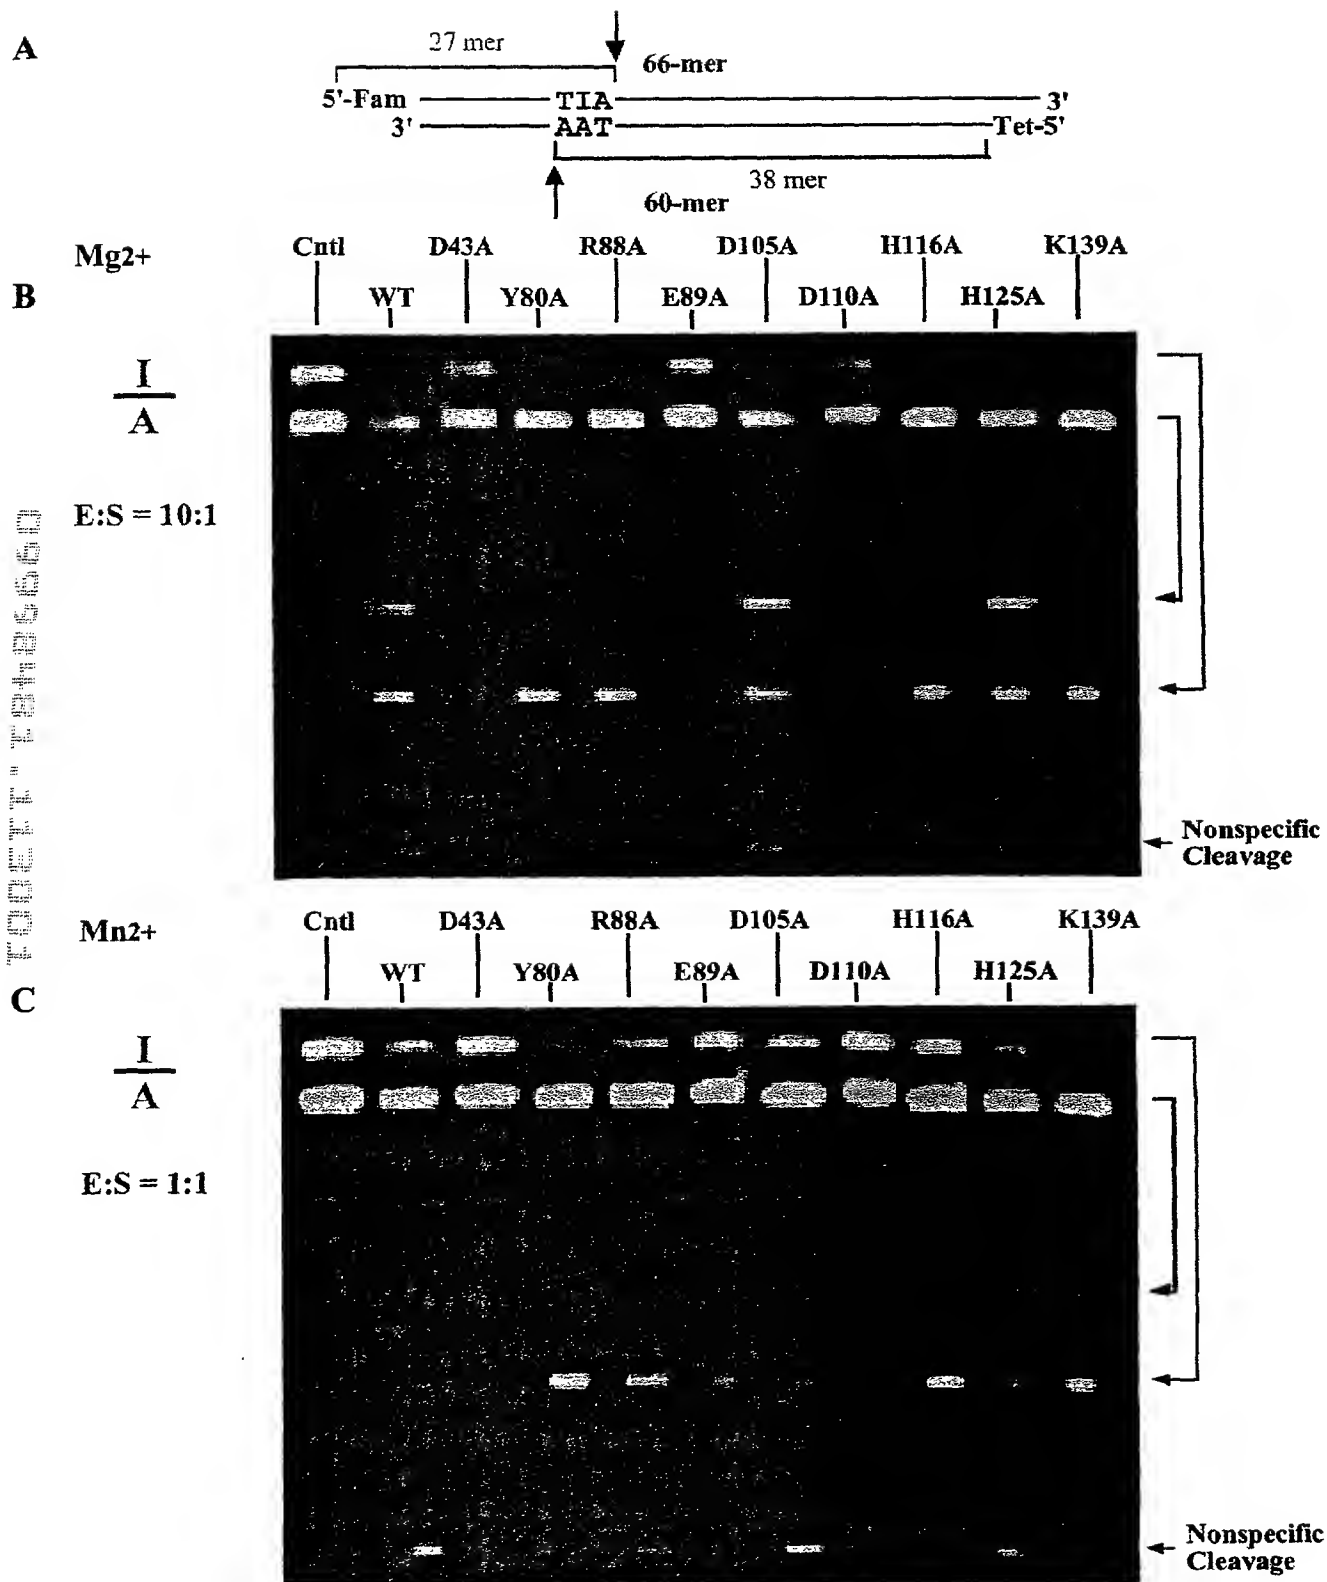 A
27 mer
66-mer
5'-Fam TIA 3'
3' AAT Tet-5'
38 mer
60-mer
Mg2+
Cntl D43A R88A D105A H116A K139A
B
WT Y80A E89A D110A H125A
I
A
E:S = 10:1
Nonspecific
Cleavage
Mn2+
Cntl D43A R88A D105A H116A K139A
WT Y80A E89A D110A H125A
C
I
A
E:S = 1:1
Nonspecific
Cleavage